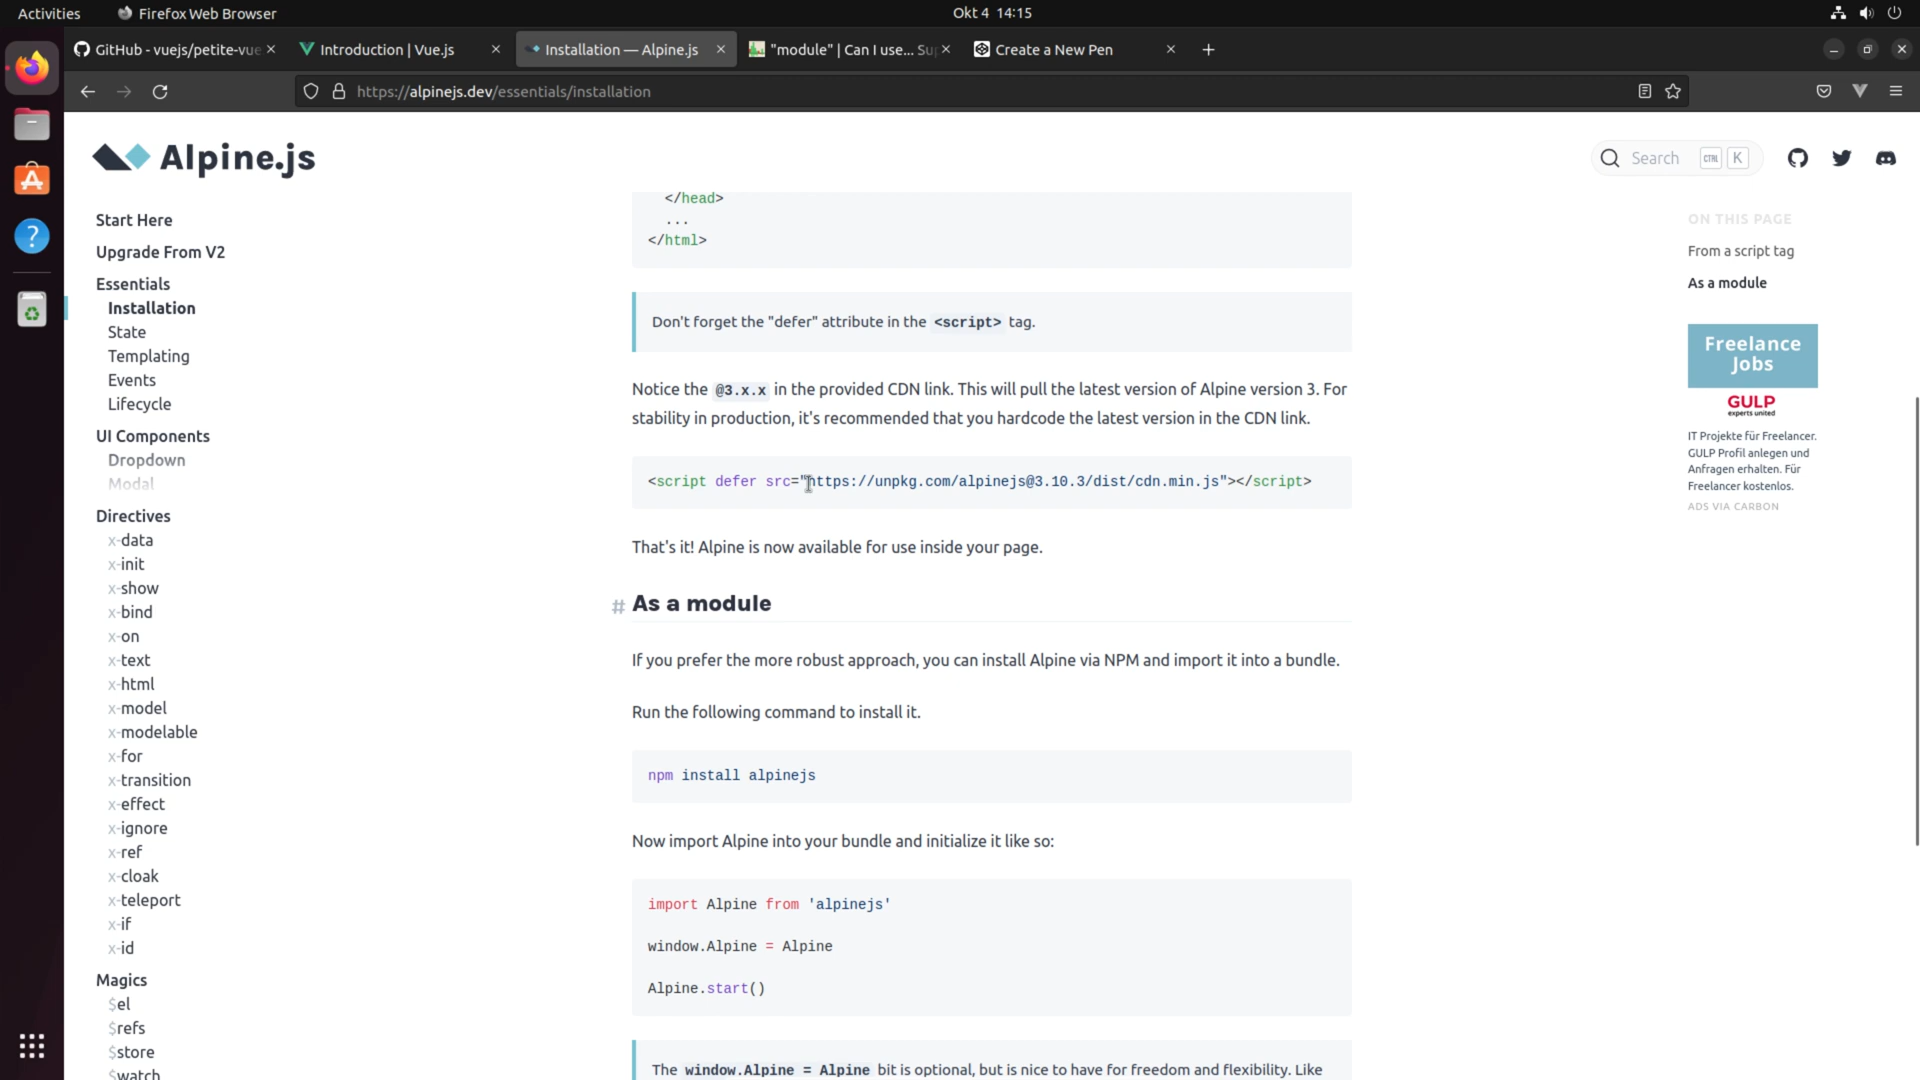 Activities
Firefox Web Browser
Okt 4 14:15
GitHub - vuejs/petite-vue
Introduction | Vue.js
Installation — Alpine.js
"module" | Can I use... Su
Create a New Pen
https://alpinejs.dev/essentials/installation
Alpine.js
Search CTRL K
Start Here
Upgrade From V2
Essentials
Installation
State
Templating
Events
Lifecycle
UI Components
Dropdown
Modal
Directives
x-data
x-init
x-show
x-bind
x-on
x-text
x-html
x-model
x-modelable
x-for
x-transition
x-effect
x-ignore
x-ref
x-cloak
x-teleport
x-if
x-id
Magics
$el
$refs
$store
$watch
</head>
...
</html>
Don't forget the "defer" attribute in the <script> tag.
Notice the @3.x.x in the provided CDN link. This will pull the latest version of Alpine version 3. For
stability in production, it's recommended that you hardcode the latest version in the CDN link.
<script defer src="https://unpkg.com/alpinejs@3.10.3/dist/cdn.min.js"></script>
That's it! Alpine is now available for use inside your page.
# As a module
If you prefer the more robust approach, you can install Alpine via NPM and import it into a bundle.
Run the following command to install it.
npm install alpinejs
Now import Alpine into your bundle and initialize it like so:
import Alpine from 'alpinejs'
window.Alpine = Alpine
Alpine.start()
The window.Alpine = Alpine bit is optional, but is nice to have for freedom and flexibility. Like
ON THIS PAGE
From a script tag
As a module
Freelance
Jobs
GULP
experts united
IT Projekte für Freelancer.
GULP Profil anlegen und
Anfragen erhalten. Für
Freelancer kostenlos.
ADS VIA CARBON